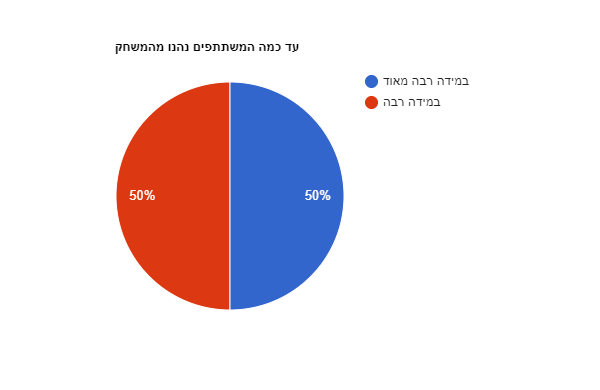 עד כמה המשתתפים נהנו מהמשחק
במידה רבה מאוד
במידה רבה
50%
50%